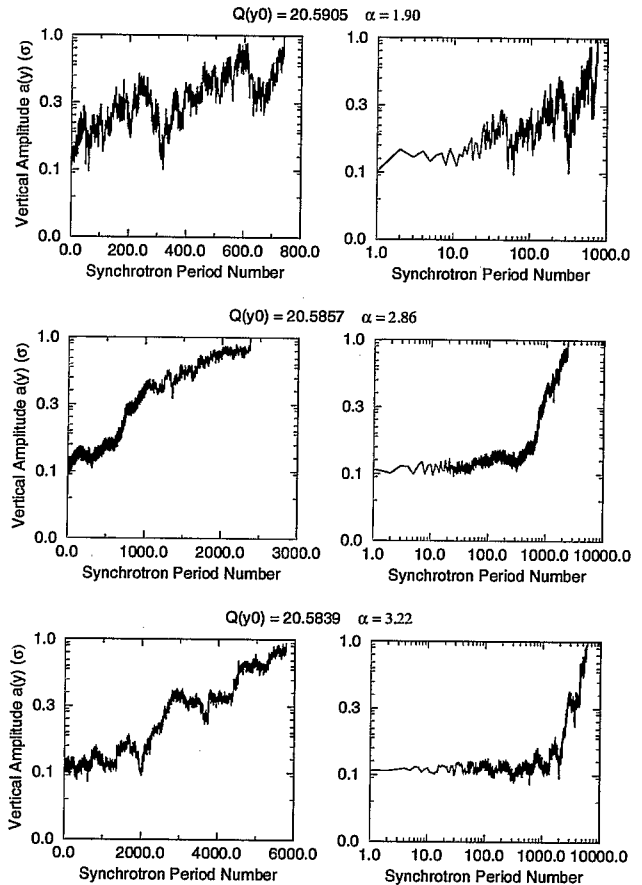 Q(y0) = 20.5905 α = 1.90
Vertical Amplitude a(y) (σ)
1.0
0.3
0.1
0.0
0.0 200.0 400.0 600.0 800.0
Synchrotron Period Number
1.0
0.3
0.1
0.0
1.0 10.0 100.0 1000.0
Synchrotron Period Number
Q(y0) = 20.5857 α = 2.86
Vertical Amplitude a(y) (σ)
1.0
0.3
0.1
0.0
0.0 1000.0 2000.0 3000.0
Synchrotron Period Number
1.0
0.3
0.1
0.0
1.0 10.0 100.0 1000.0 10000.0
Synchrotron Period Number
Q(y0) = 20.5839 α = 3.22
Vertical Amplitude a(y) (σ)
1.0
0.3
0.1
0.0
0.0 2000.0 4000.0 6000.0
Synchrotron Period Number
1.0
0.3
0.1
0.0
1.0 10.0 100.0 1000.0 10000.0
Synchrotron Period Number